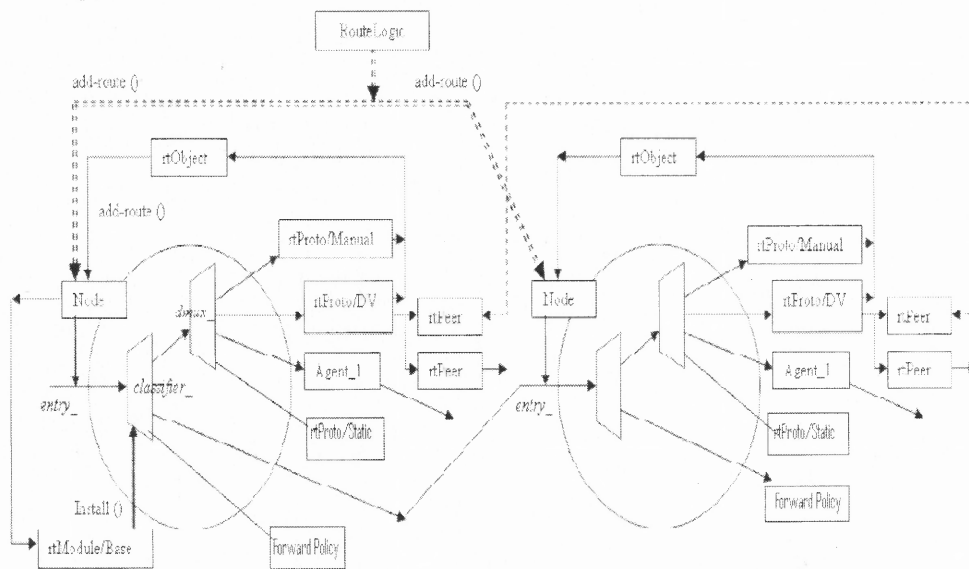 RouteLogic
add-route ()
add-route ()
rtObject
rtObject
add-route ()
rtProto/Manual
rtProto/Manual
Node
dmux_
rtProto/DV
rtPeer
Node
rtProto/DV
rtPeer
classifier_
Agent_1
rtPeer
Agent_1
rtPeer
entry_
entry_
rtProto/Static
rtProto/Static
Install ()
Forward Policy
rtModule/Base
Forward Policy